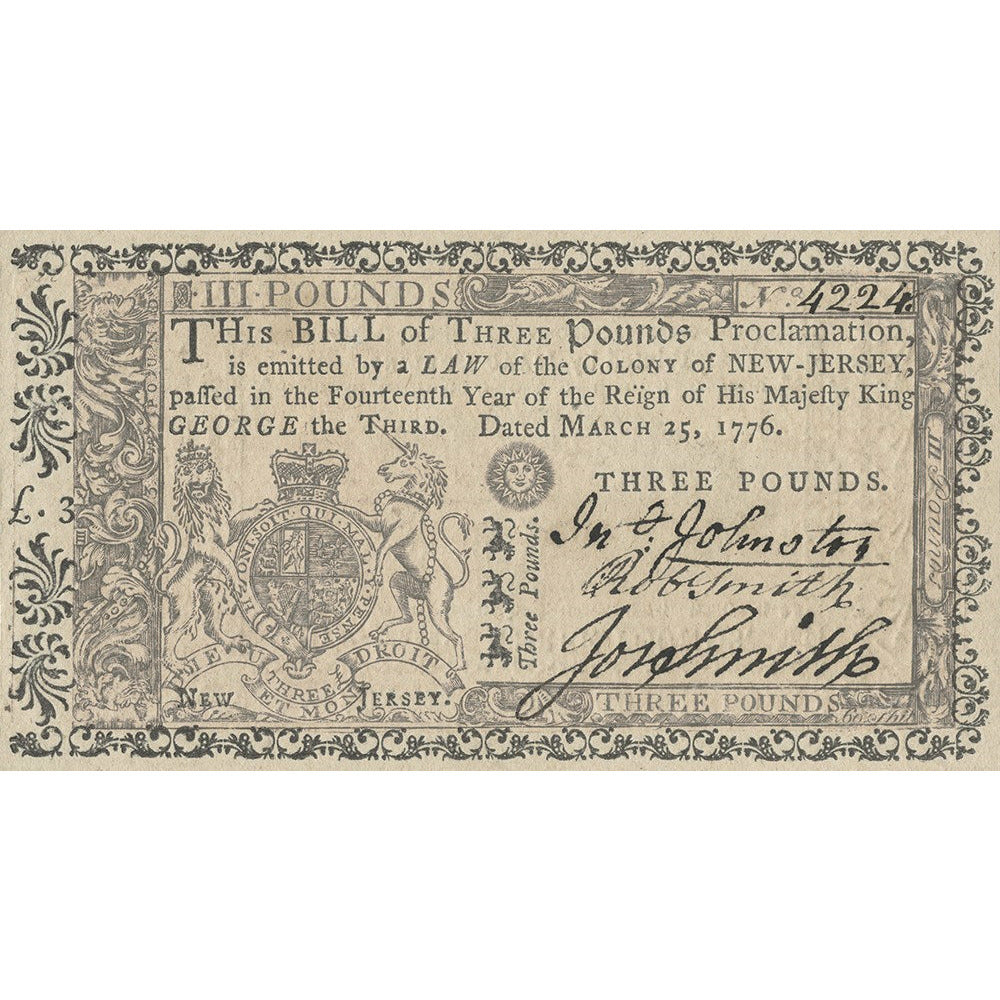 ·III·POUNDS
No. 4224.
THis BILL of THREE Pounds Proclamation,
is emitted by a LAW of the COLONY of NEW-JERSEY,
paſſed in the Fourteenth Year of the Reign of His Majeſty King
GEORGE the THIRD. Dated MARCH 25, 1776.
THREE POUNDS.
£. 3
HONI·SOIT·QUI·MAL·Y·PENSE
Three Pounds.
Jno. Johnston
Rob Smith
Jos Smith
III Pounds
DIEU
DROIT
THREE
ET MON
NEW JERSEY.
THREE POUNDS